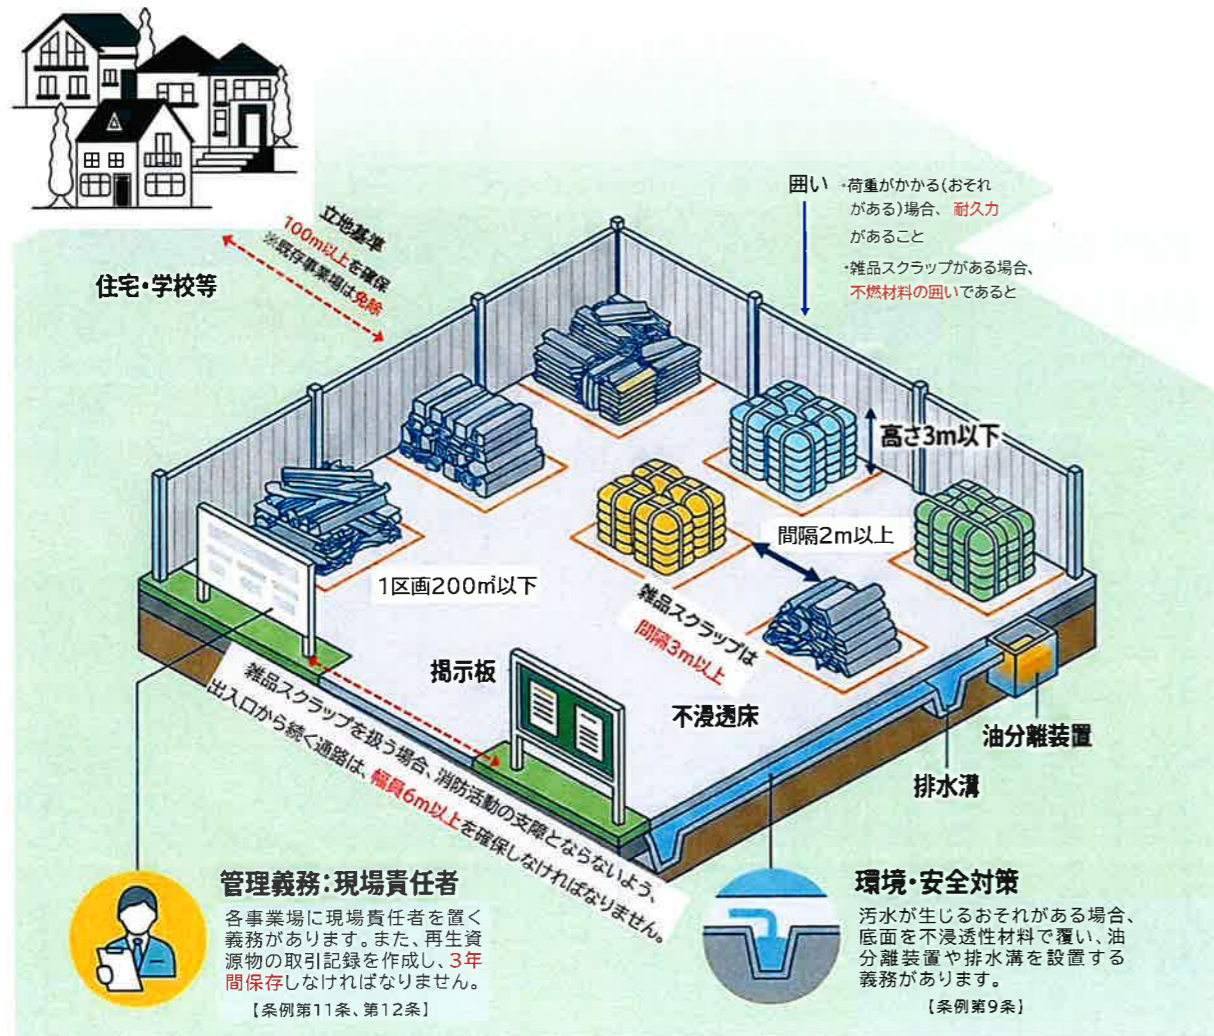 囲い
・荷重がかかる(おそれ
がある)場合、耐久力
があること
・雑品スクラップがある場合、
不燃材料の囲いであると
立地基準
100m以上を確保
※既存事業場は免除
住宅・学校等
高さ3m以下
間隔2m以上
1区画200㎡以下
雑品スクラップは
間隔3m以上
掲示板
不浸透床
油分離装置
排水溝
雑品スクラップを扱う場合、消防活動の支障とならないよう、
出入口から続く通路は、幅員6m以上を確保しなければなりません。
管理義務:現場責任者
各事業場に現場責任者を置く
義務があります。また、再生資
源物の取引記録を作成し、3年
間保存しなければなりません。
【条例第11条、第12条】
環境・安全対策
汚水が生じるおそれがある場合、
底面を不浸透性材料で覆い、油
分離装置や排水溝を設置する
義務があります。
【条例第9条】